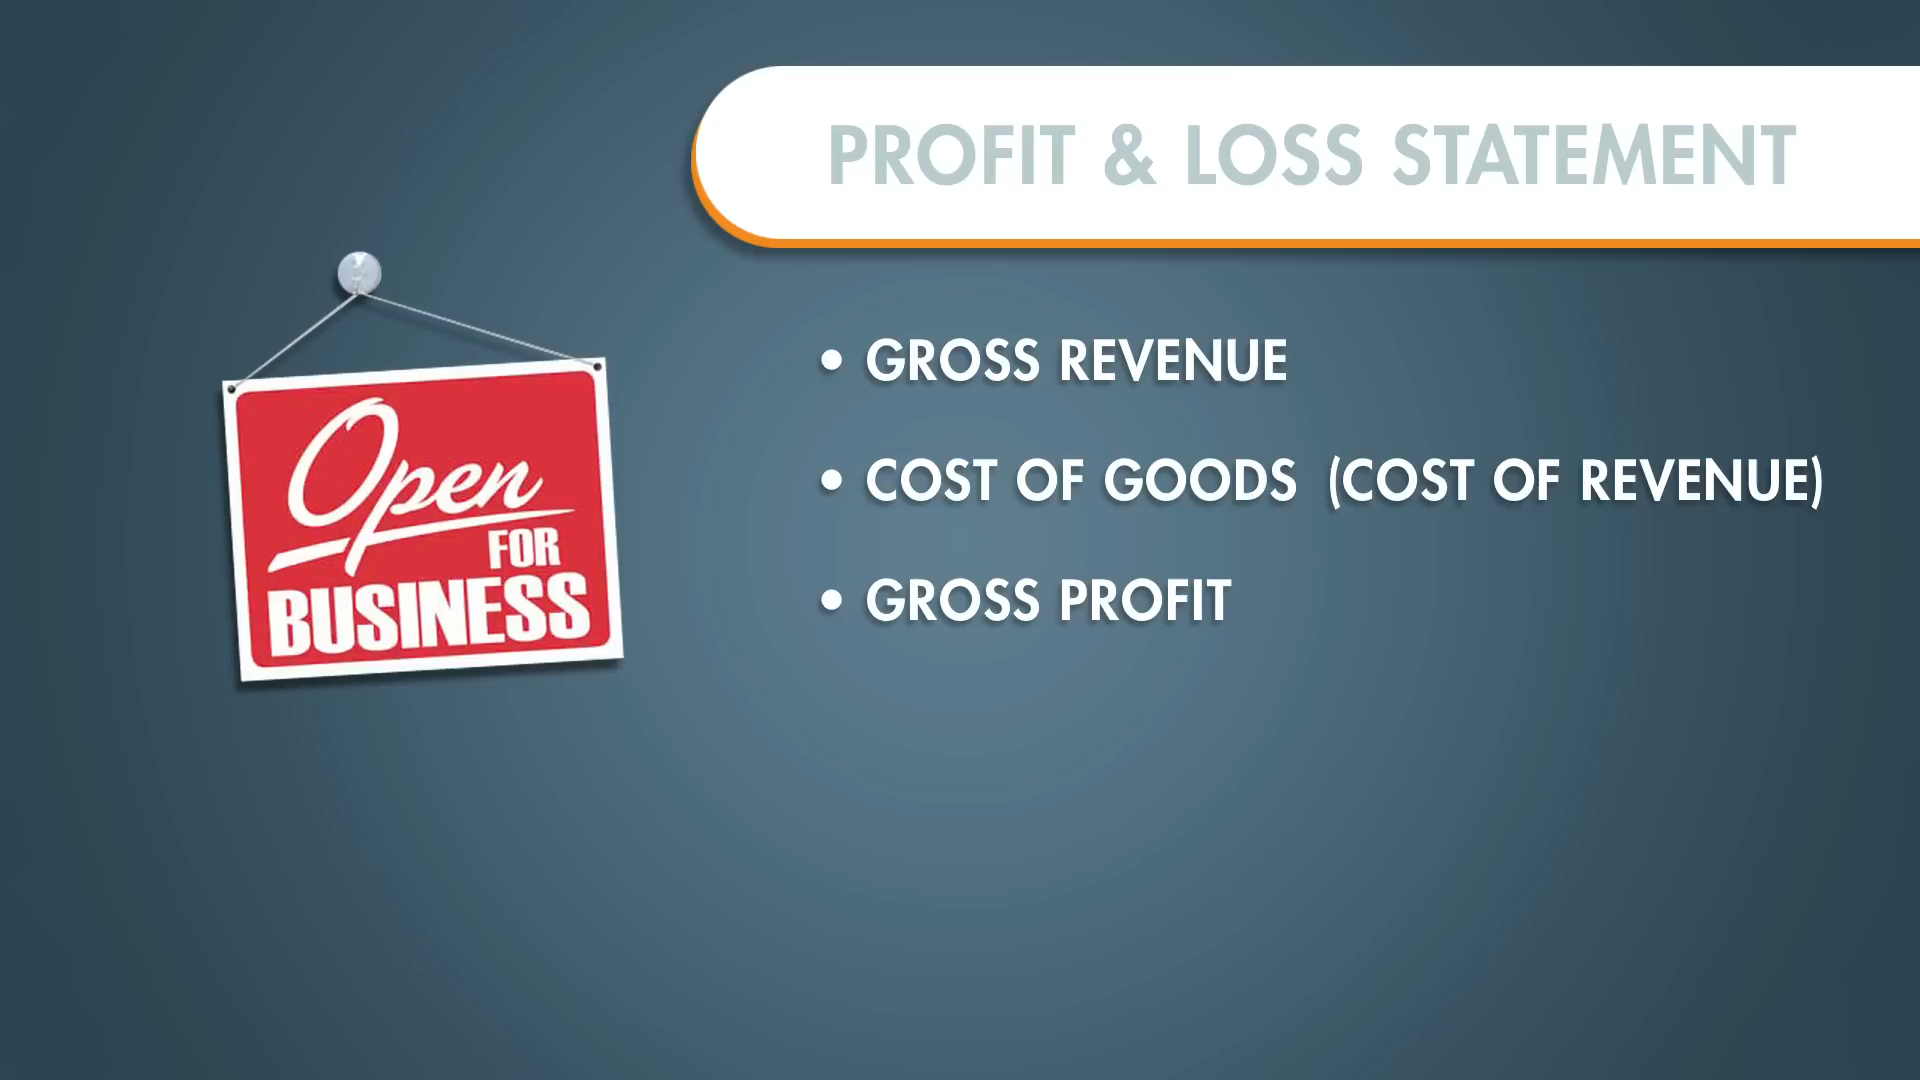 PROFIT & LOSS STATEMENT
Open
FOR
BUSINESS
• GROSS REVENUE
• COST OF GOODS (COST OF REVENUE)
• GROSS PROFIT